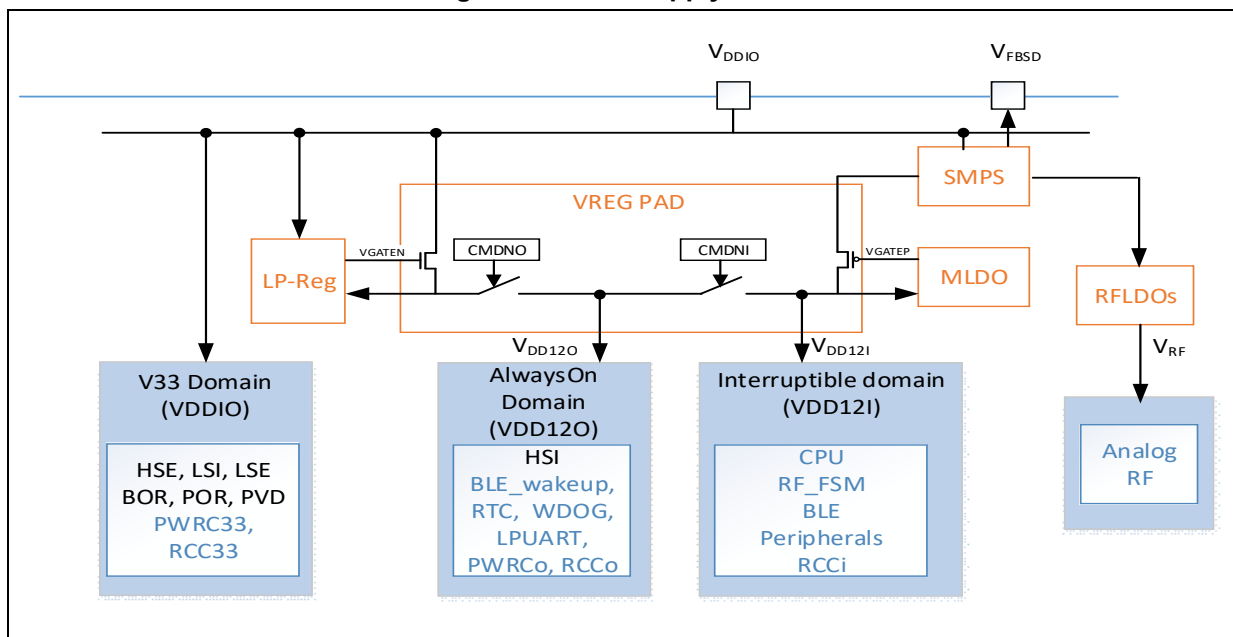 VDDIO
VFBSD
SMPS
VREG PAD
VGATEN
CMDNO
CMDNI
VGATEP
LP-Reg
MLDO
RFLDOs
VDD12O
VDD12I
VRF
V33 Domain
(VDDIO)
HSE, LSI, LSE
BOR, POR, PVD
PWRC33,
RCC33
AlwaysOn
Domain
(VDD12O)
HSI
BLE_wakeup,
RTC, WDOG,
LPUART,
PWRCo, RCCo
Interruptible domain
(VDD12I)
CPU
RF_FSM
BLE
Peripherals
RCCi
Analog
RF